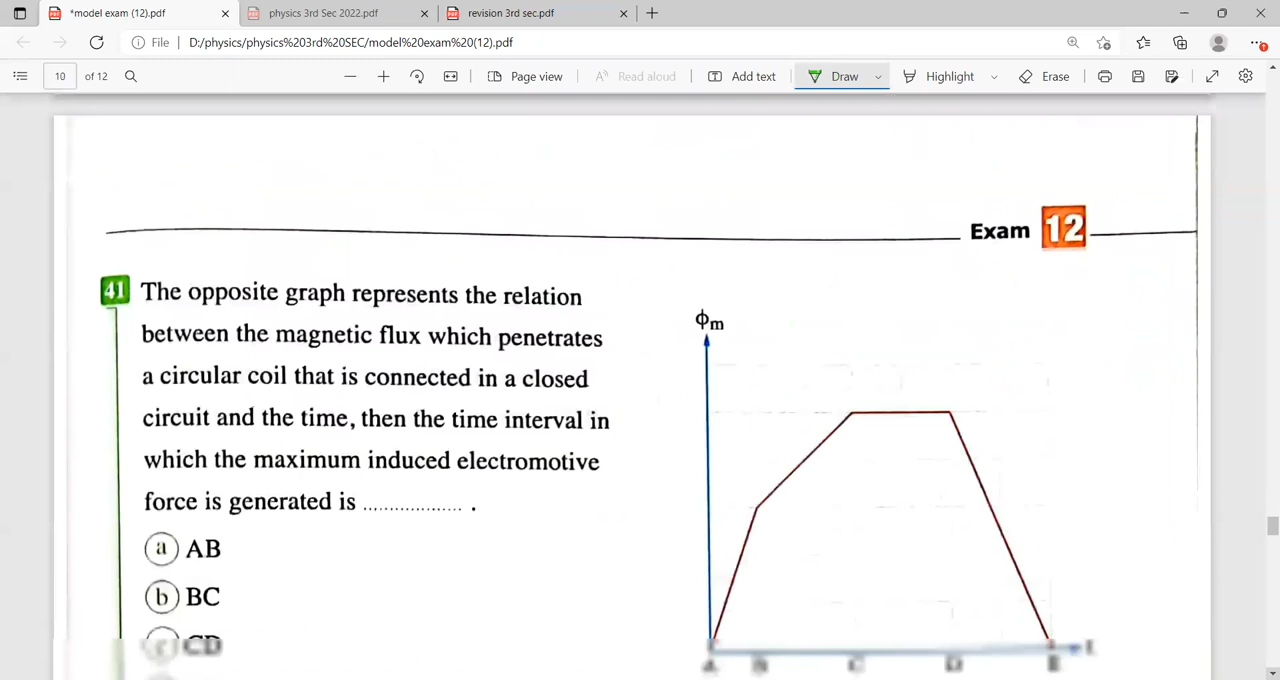 *model exam (12).pdf
physics 3rd Sec 2022.pdf
revision 3rd sec.pdf
File
D:/physics/physics%203rd%20SEC/model%20exam%20(12).pdf
10 of 12
Page view
Read aloud
Add text
Draw
Highlight
Erase
Exam 12
41 The opposite graph represents the relation
between the magnetic flux which penetrates
a circular coil that is connected in a closed
circuit and the time, then the time interval in
which the maximum induced electromotive
force is generated is .................. .
a AB
b BC
c CD
ϕm
A B C D E t